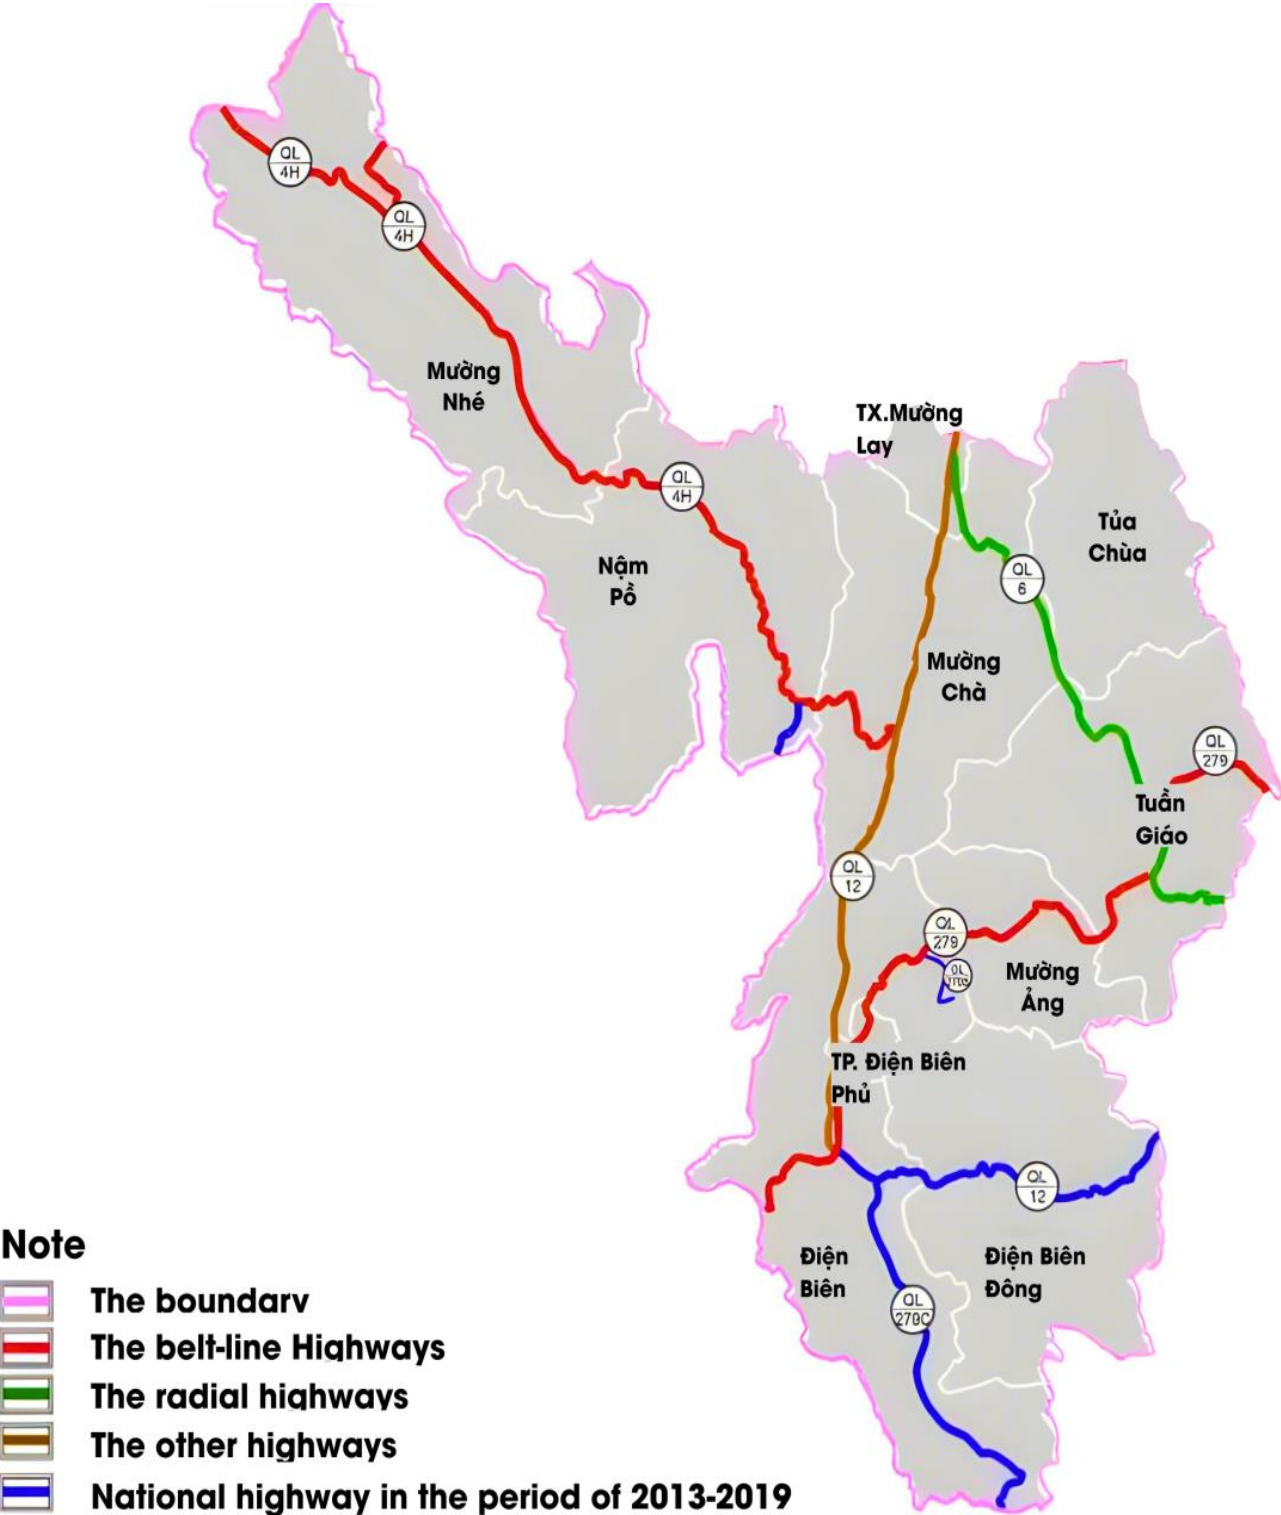 QL
4H
QL
4H
Mường
Nhé
TX.Mường
Lay
QL
4H
Tủa
Chùa
Nậm
Pồ
QL
6
Mường
Chà
QL
279
Tuần
Giáo
QL
12
QL
279
QL
Mường
Ảng
TP. Điện Biên
Phủ
QL
12
Điện
Biên
Điện Biên
Đông
QL
279C
Note
The boundary
The belt-line Highways
The radial highways
The other highways
National highway in the period of 2013-2019